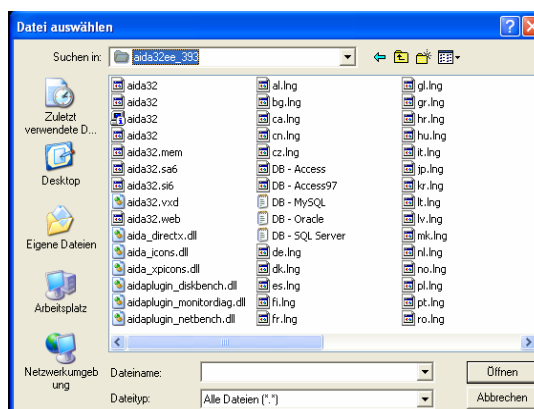 Datei auswählen
Suchen in:
aida32ee_393
Zuletzt
verwendete D...
Desktop
Eigene Dateien
Arbeitsplatz
Netzwerkumgeb
ung
aida32
aida32
aida32
aida32
aida32.mem
aida32.sa6
aida32.si6
aida32.vxd
aida32.web
aida_directx.dll
aida_icons.dll
aida_xpicons.dll
aidaplugin_diskbench.dll
aidaplugin_monitordiag.dll
aidaplugin_netbench.dll
al.lng
bg.lng
ca.lng
cn.lng
cz.lng
DB - Access
DB - Access97
DB - MySQL
DB - Oracle
DB - SQL Server
de.lng
dk.lng
es.lng
fi.lng
fr.lng
gl.lng
gr.lng
hr.lng
hu.lng
it.lng
jp.lng
kr.lng
lt.lng
lv.lng
mk.lng
nl.lng
no.lng
pl.lng
pt.lng
ro.lng
Dateiname:
Öffnen
Dateityp:
Alle Dateien (*.*)
Abbrechen